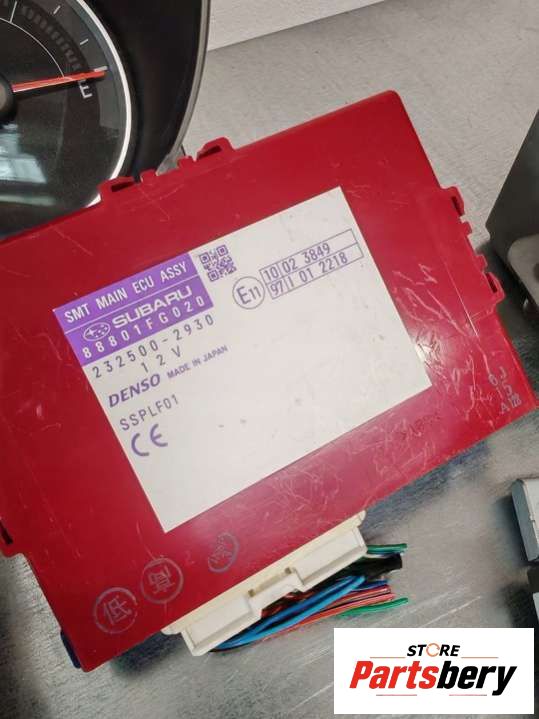 E
SMT MAIN ECU ASSY
SUBARU
88801FG020
232500-2930
12V
DENSO MADE IN JAPAN
SSPLF01
CE
E11
10 02 3849
97/1 01 2218
低
STORE
Partsbery